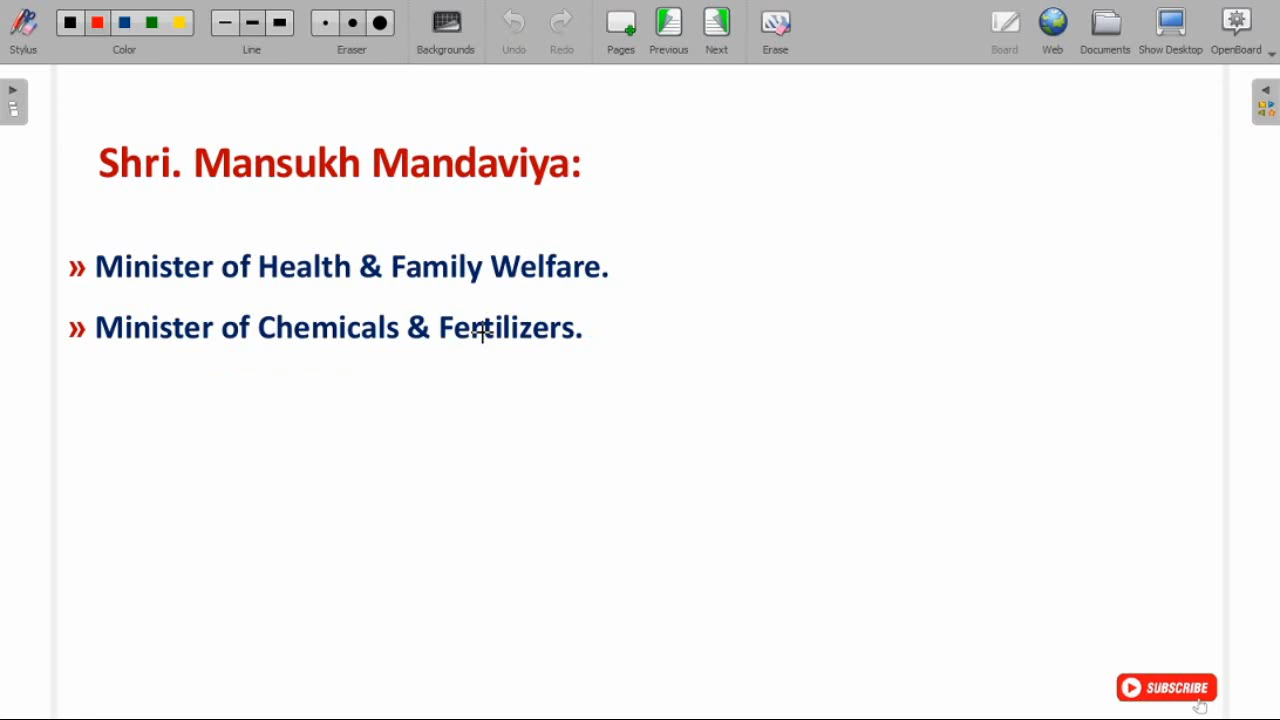 Stylus Color Line Eraser Backgrounds Undo Redo Pages Previous Next Erase Board Web Documents Show Desktop OpenBoard
Shri. Mansukh Mandaviya:
» Minister of Health & Family Welfare.
» Minister of Chemicals & Fertilizers.
SUBSCRIBE